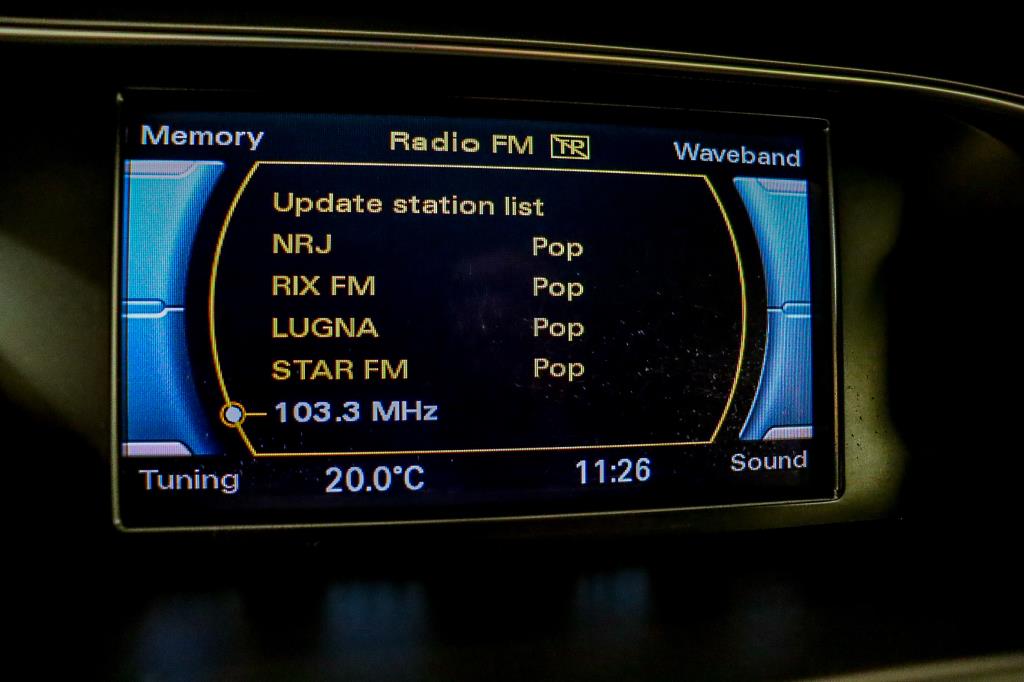 Memory
Radio FM TP
Waveband
Update station list
NRJ Pop
RIX FM Pop
LUGNA Pop
STAR FM Pop
103.3 MHz
Tuning
20.0°C
11:26
Sound